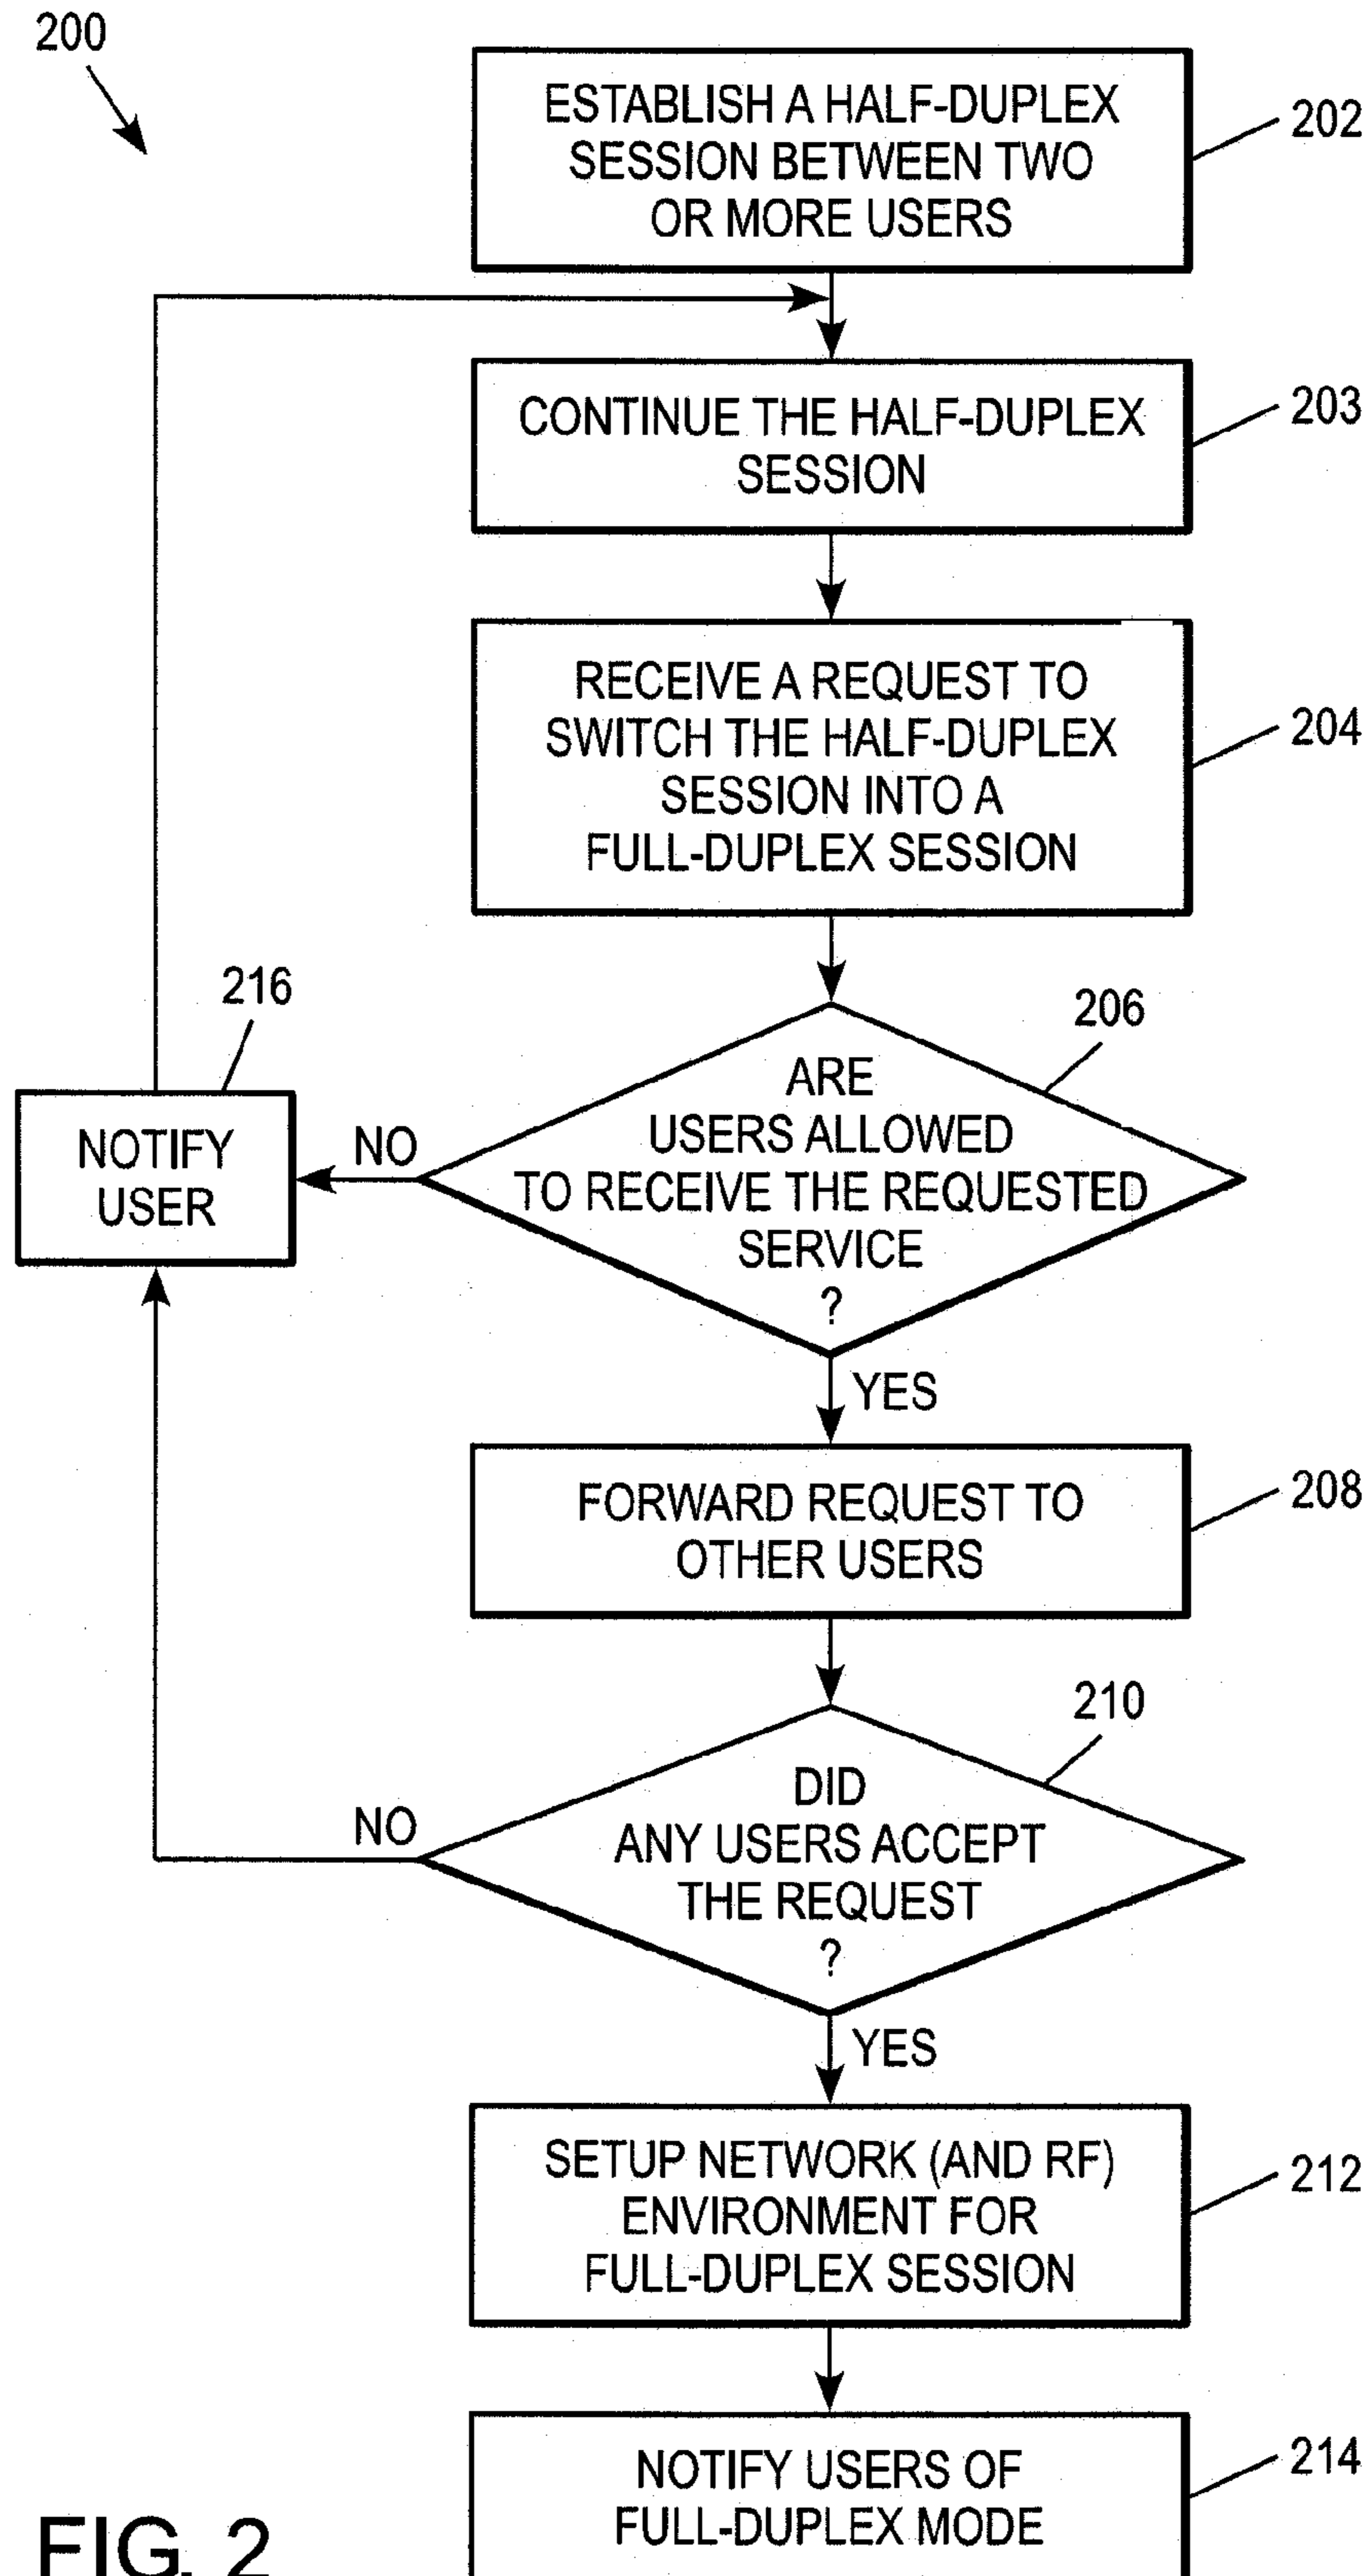 200
ESTABLISH A HALF-DUPLEX
SESSION BETWEEN TWO
OR MORE USERS
202
CONTINUE THE HALF-DUPLEX
SESSION
203
RECEIVE A REQUEST TO
SWITCH THE HALF-DUPLEX
SESSION INTO A
FULL-DUPLEX SESSION
204
216
NOTIFY
USER
NO
206
ARE
USERS ALLOWED
TO RECEIVE THE REQUESTED
SERVICE
?
YES
FORWARD REQUEST TO
OTHER USERS
208
210
DID
ANY USERS ACCEPT
THE REQUEST
?
NO
YES
SETUP NETWORK (AND RF)
ENVIRONMENT FOR
FULL-DUPLEX SESSION
212
NOTIFY USERS OF
FULL-DUPLEX MODE
214
FIG. 2